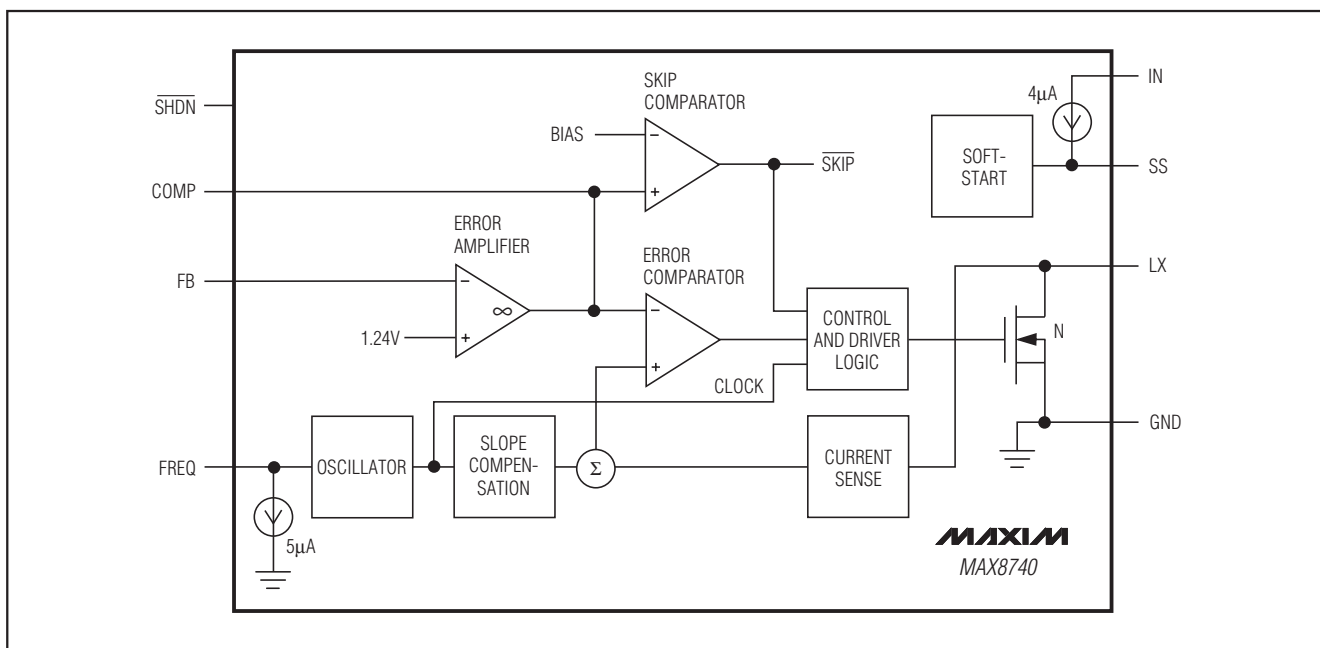 SHDN
COMP
FB
FREQ
SKIP
COMPARATOR
BIAS
−
+
SKIP
ERROR
AMPLIFIER
−
∞
1.24V
+
ERROR
COMPARATOR
−
+
CLOCK
OSCILLATOR
5μA
SLOPE
COMPEN-
SATION
Σ
CONTROL
AND DRIVER
LOGIC
CURRENT
SENSE
4μA
SOFT-
START
N
IN
SS
LX
GND
MAXIM
MAX8740